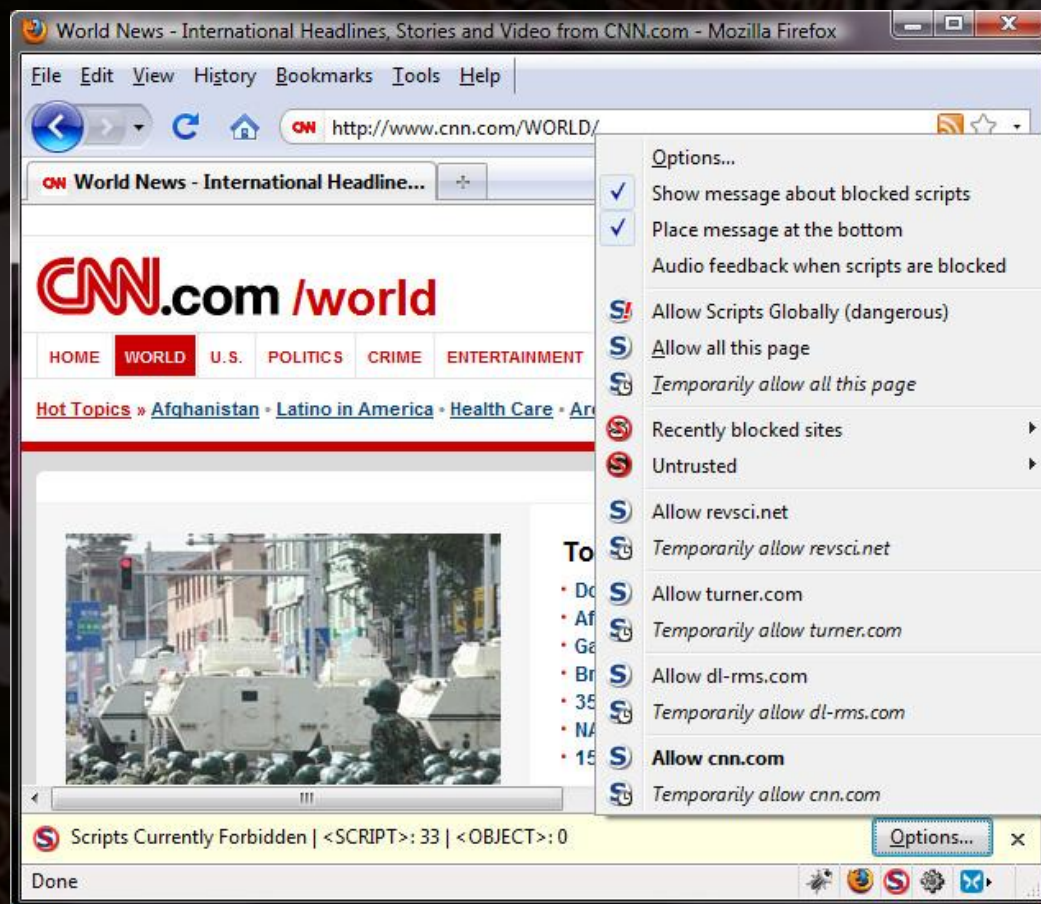 World News - International Headlines, Stories and Video from CNN.com - Mozilla Firefox
File Edit View History Bookmarks Tools Help
CNN http://www.cnn.com/WORLD/
CNN World News - International Headline...
CNN.com /world
HOME WORLD U.S. POLITICS CRIME ENTERTAINMENT
Hot Topics » Afghanistan • Latino in America • Health Care •
Options...
Show message about blocked scripts
Place message at the bottom
Audio feedback when scripts are blocked
S! Allow Scripts Globally (dangerous)
S Allow all this page
S Temporarily allow all this page
S Recently blocked sites
S Untrusted
S Allow revsci.net
S Temporarily allow revsci.net
S Allow turner.com
S Temporarily allow turner.com
S Allow dl-rms.com
S Temporarily allow dl-rms.com
S Allow cnn.com
S Temporarily allow cnn.com
S Scripts Currently Forbidden | <SCRIPT>: 33 | <OBJECT>: 0 Options... x
Done